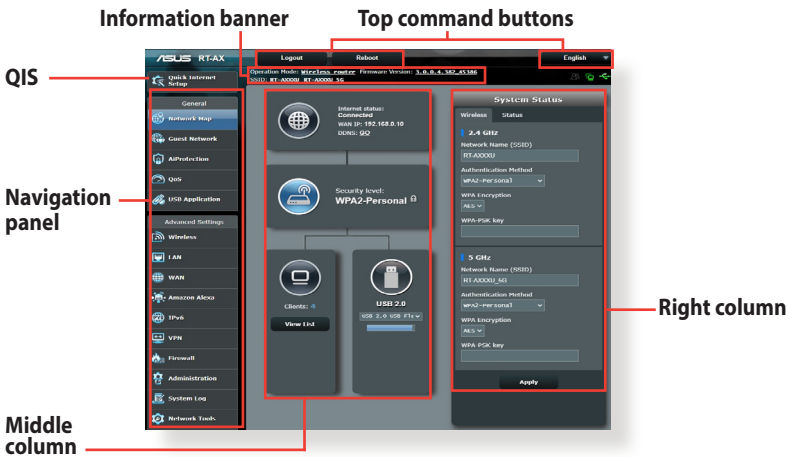 Information banner
Top command buttons
QIS
Navigation panel
Middle column
Right column
ASUS RT-AX
Logout
Reboot
English
Operation Mode: Wireless router Firmware Version: 3.0.0.4.382_45386
SSID: RT-AXXXU RT-AXXXU_5G
Quick Internet Setup
General
Network Map
Guest Network
AiProtection
QoS
USB Application
Advanced Settings
Wireless
LAN
WAN
Amazon Alexa
IPv6
VPN
Firewall
Administration
System Log
Network Tools
Internet status:
Connected
WAN IP: 192.168.0.10
DDNS: GO
Security level:
WPA2-Personal
Clients: 4
View List
USB 2.0
USB 2.0 USB Fla
System Status
Wireless
Status
2.4 GHz
Network Name (SSID)
RT-AXXXU
Authentication Method
WPA2-Personal
WPA Encryption
AES
WPA-PSK key
5 GHz
Network Name (SSID)
RT-AXXXU_5G
Authentication Method
WPA2-Personal
WPA Encryption
AES
WPA-PSK key
Apply